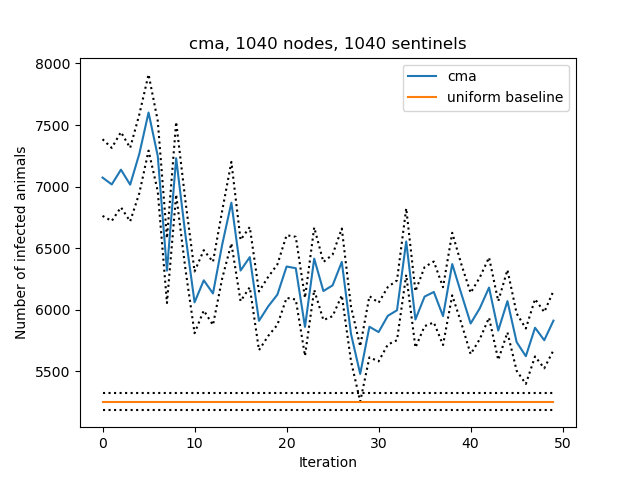 cma, 1040 nodes, 1040 sentinels
8000
7500
7000
6500
6000
5500
Number of infected animals
cma
uniform baseline
0 10 20 30 40 50
Iteration